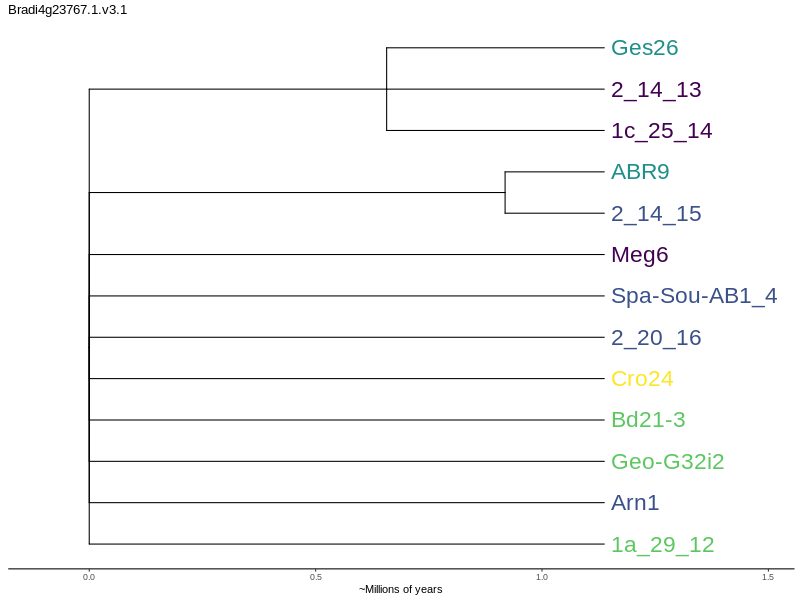 Bradi4g23767.1.v3.1
Ges26
2_14_13
1c_25_14
ABR9
2_14_15
Meg6
Spa-Sou-AB1_4
2_20_16
Cro24
Bd21-3
Geo-G32i2
Arn1
1a_29_12
0.0 0.5 1.0 1.5
~Millions of years